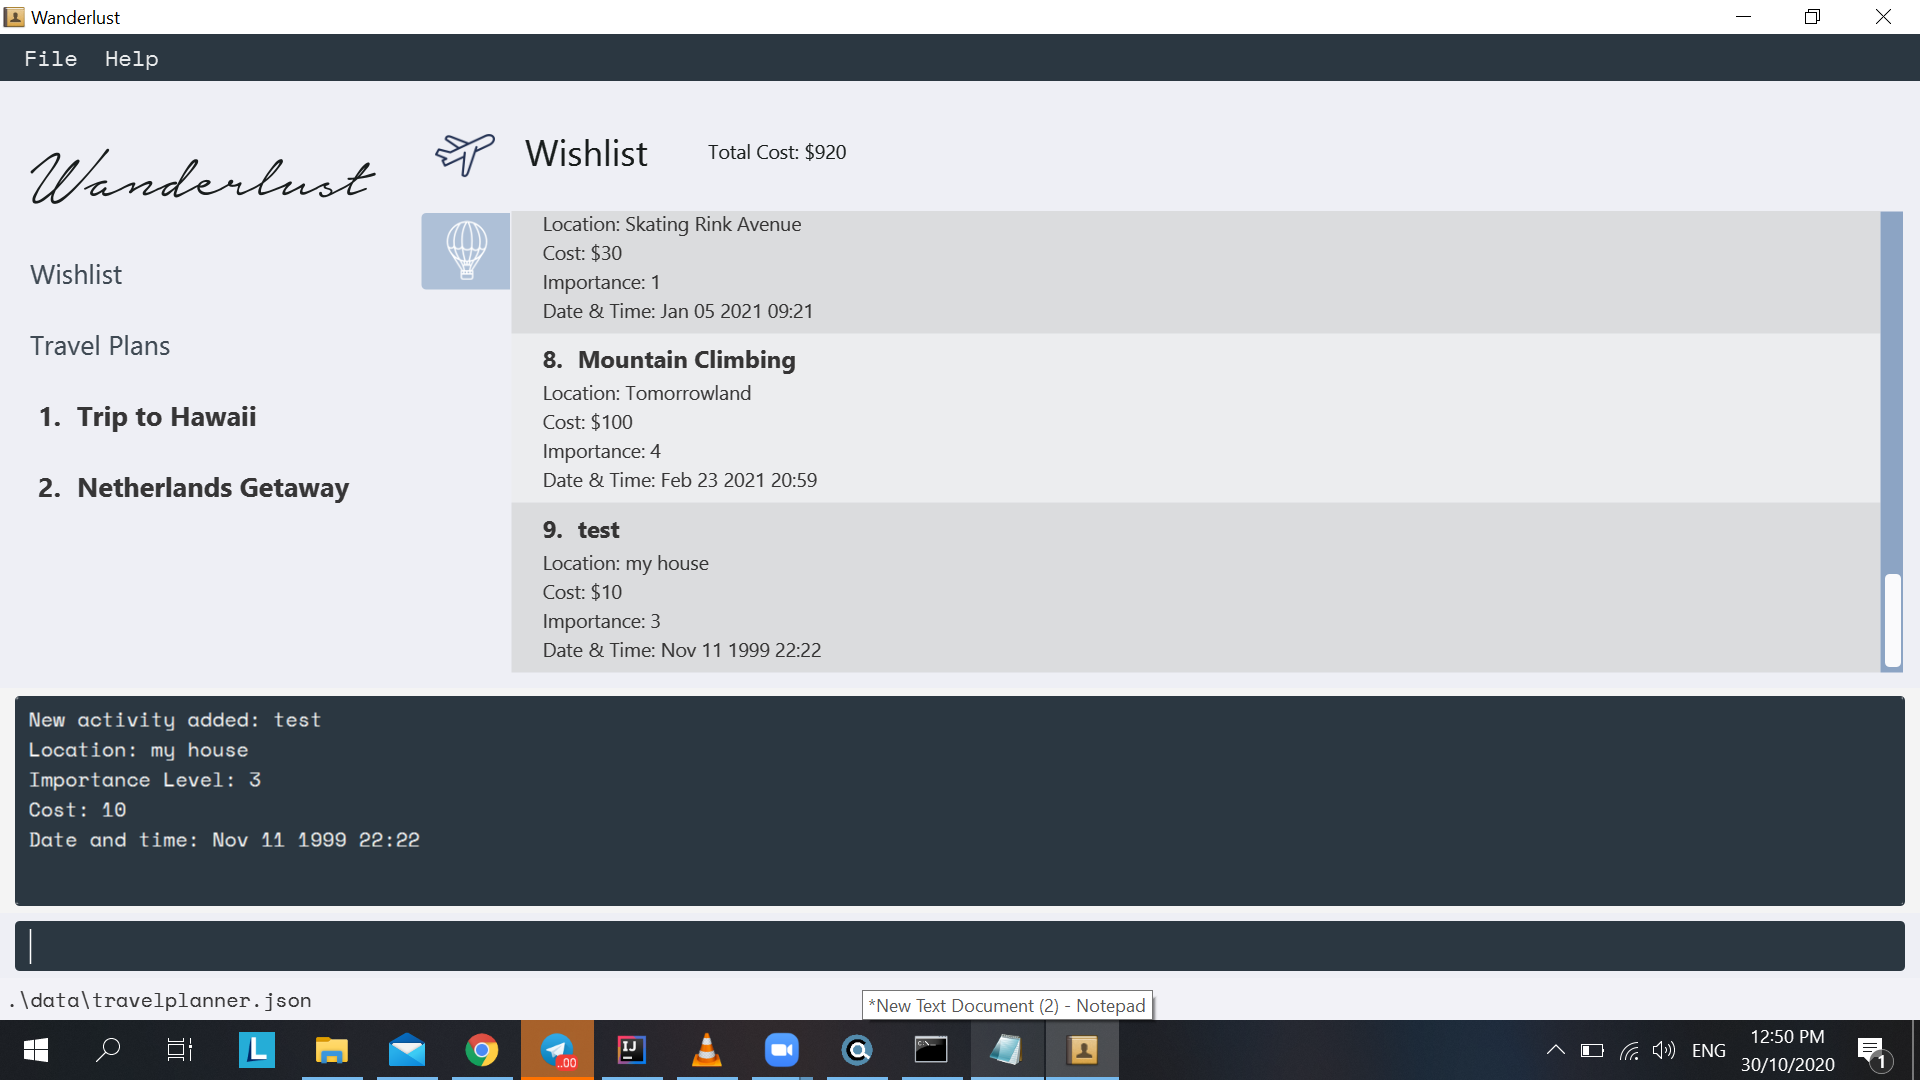 Wanderlust
File Help
Wanderlust
Wishlist
Travel Plans
1. Trip to Hawaii
2. Netherlands Getaway
Wishlist Total Cost: $920
Location: Skating Rink Avenue
Cost: $30
Importance: 1
Date & Time: Jan 05 2021 09:21
8. Mountain Climbing
Location: Tomorrowland
Cost: $100
Importance: 4
Date & Time: Feb 23 2021 20:59
9. test
Location: my house
Cost: $10
Importance: 3
Date & Time: Nov 11 1999 22:22
New activity added: test
Location: my house
Importance Level: 3
Cost: 10
Date and time: Nov 11 1999 22:22
.\data\travelplanner.json
*New Text Document (2) - Notepad
L
..00
IJ
C:\.
ENG
12:50 PM
30/10/2020
1